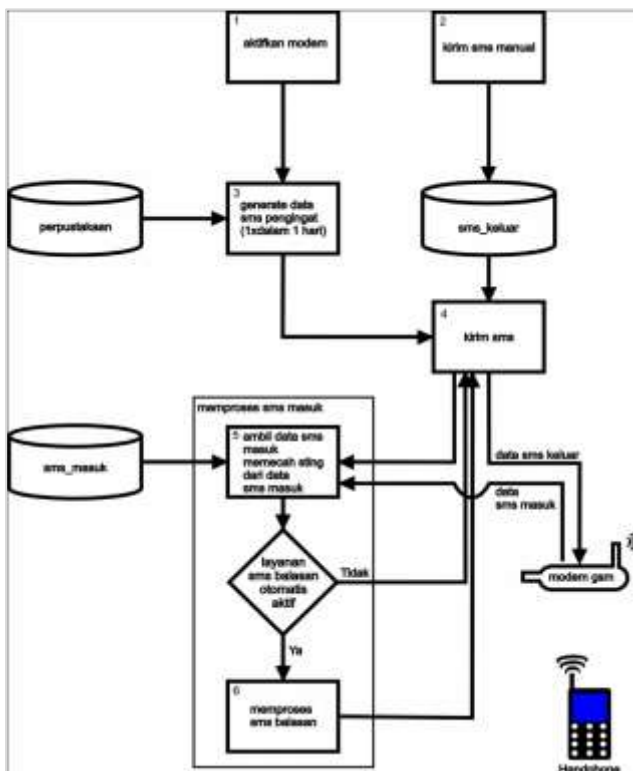 1
aktifkan modem
2
kirim sms manual
perpustakaan
3
generate data
sms pengingat
(1xdalam 1 hari)
sms_keluar
4
kirim sms
memproses sms masuk
sms_masuk
5 ambil data sms
masuk
memecah sting
dari data
sms masuk
data sms keluar
data
sms masuk
layanan
sms balasan
otomatis
aktif
Tidak
modem gsm
Ya
6
memproses
sms balasan
Handphone